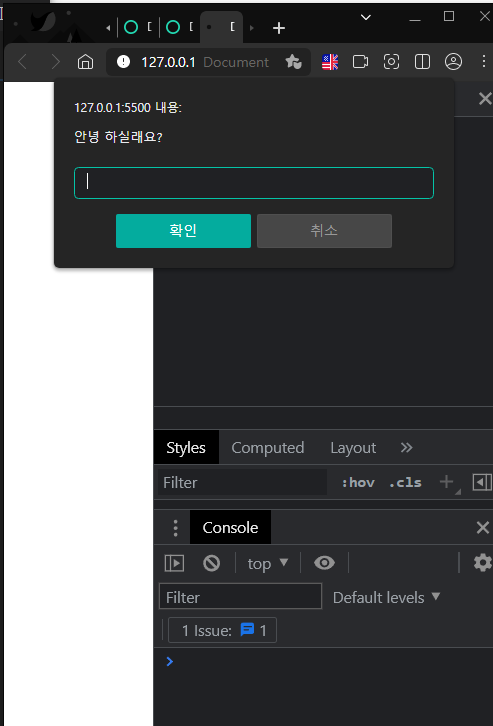 [ [ [
127.0.0.1 Document
127.0.0.1:5500 내용:
안녕 하실래요?
확인 취소
Styles Computed Layout
Filter :hov .cls
Console
top
Filter Default levels
1 Issue: 1